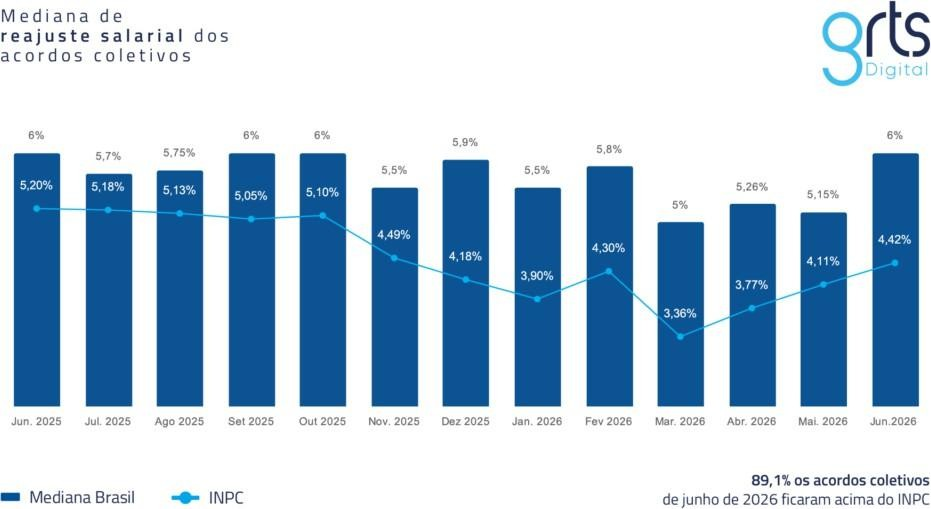 Mediana de
reajuste salarial dos
acordos coletivos
grts
Digital
6%
5,7%
5,75%
6%
6%
5,5%
5,9%
5,5%
5,8%
5%
5,26%
5,15%
6%
5,20%
5,18%
5,13%
5,05%
5,10%
4,49%
4,18%
3,90%
4,30%
3,36%
3,77%
4,11%
4,42%
Jun. 2025
Jul. 2025
Ago 2025
Set 2025
Out 2025
Nov. 2025
Dez 2025
Jan. 2026
Fev 2026
Mar. 2026
Abr. 2026
Mai. 2026
Jun.2026
Mediana Brasil
INPC
89,1% os acordos coletivos
de junho de 2026 ficaram acima do INPC